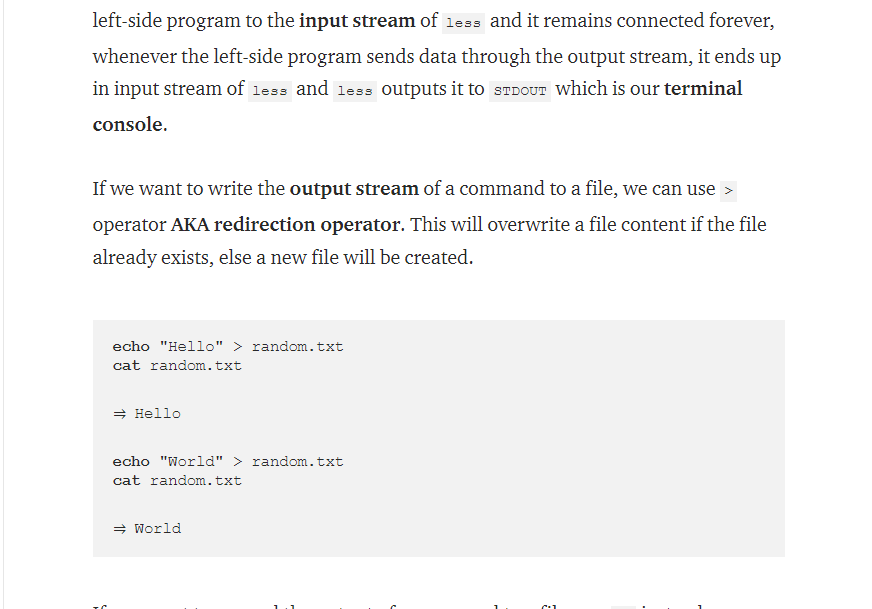 left-side program to the input stream of less and it remains connected forever,
whenever the left-side program sends data through the output stream, it ends up
in input stream of less and less outputs it to STDOUT which is our terminal
console.
If we want to write the output stream of a command to a file, we can use >
operator AKA redirection operator. This will overwrite a file content if the file
already exists, else a new file will be created.
echo "Hello" > random.txt
cat random.txt
⇒ Hello
echo "World" > random.txt
cat random.txt
⇒ World